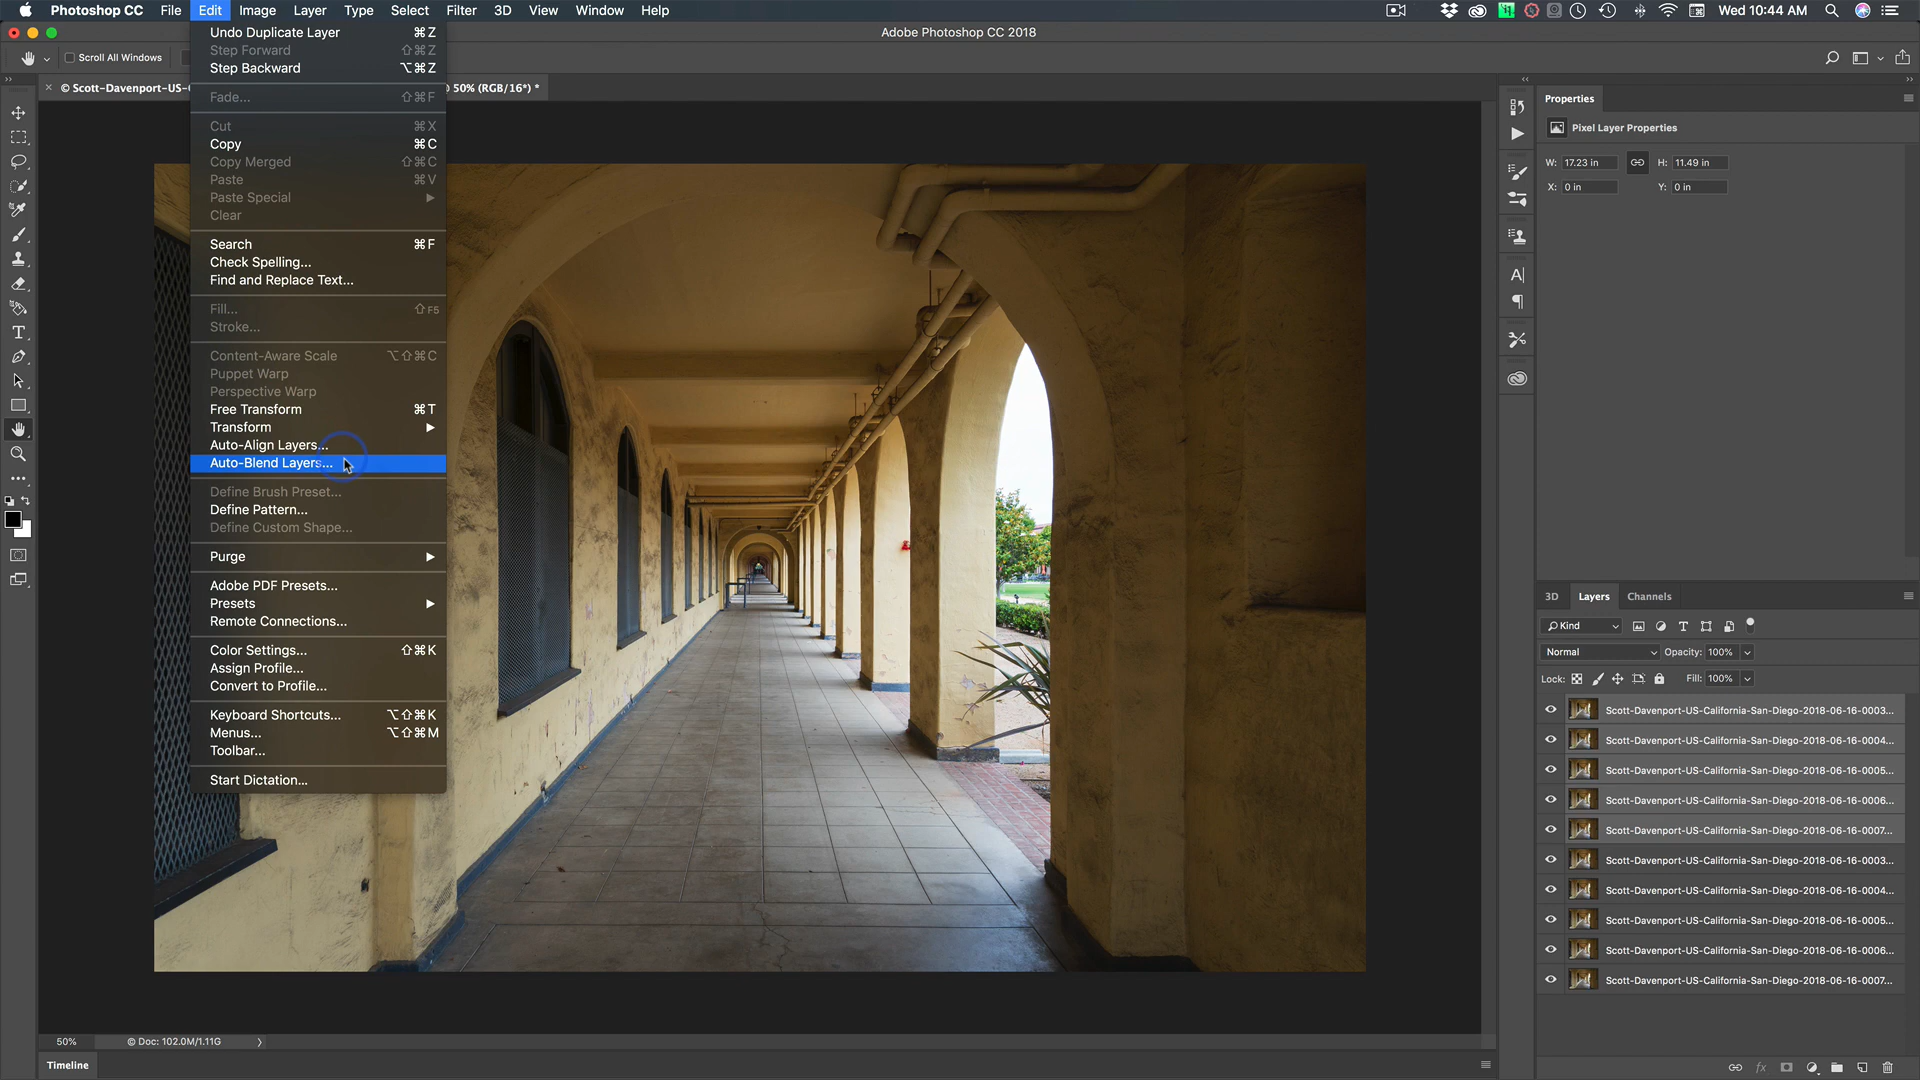 Photoshop CC File Edit Image Layer Type Select Filter 3D View Window Help Wed 10:44 AM
Adobe Photoshop CC 2018
Scroll All Windows
© Scott-Davenport-US-
@ 50% (RGB/16*) *
Undo Duplicate Layer ⌘Z
Step Forward ⇧⌘Z
Step Backward ⌥⌘Z
Fade... ⇧⌘F
Cut ⌘X
Copy ⌘C
Copy Merged ⇧⌘C
Paste ⌘V
Paste Special
Clear
Search ⌘F
Check Spelling...
Find and Replace Text...
Fill... ⇧F5
Stroke...
Content-Aware Scale ⌥⇧⌘C
Puppet Warp
Perspective Warp
Free Transform ⌘T
Transform
Auto-Align Layers...
Auto-Blend Layers...
Define Brush Preset...
Define Pattern...
Define Custom Shape...
Purge
Adobe PDF Presets...
Presets
Remote Connections...
Color Settings... ⇧⌘K
Assign Profile...
Convert to Profile...
Keyboard Shortcuts... ⌥⇧⌘K
Menus... ⌥⇧⌘M
Toolbar...
Start Dictation...
50% © Doc: 102.0M/1.11G
Timeline
Properties
Pixel Layer Properties
W: 17.23 in H: 11.49 in
X: 0 in Y: 0 in
3D Layers Channels
Kind
Normal Opacity: 100%
Lock: Fill: 100%
Scott-Davenport-US-California-San-Diego-2018-06-16-0003...
Scott-Davenport-US-California-San-Diego-2018-06-16-0004...
Scott-Davenport-US-California-San-Diego-2018-06-16-0005...
Scott-Davenport-US-California-San-Diego-2018-06-16-0006...
Scott-Davenport-US-California-San-Diego-2018-06-16-0007...
Scott-Davenport-US-California-San-Diego-2018-06-16-0003...
Scott-Davenport-US-California-San-Diego-2018-06-16-0004...
Scott-Davenport-US-California-San-Diego-2018-06-16-0005...
Scott-Davenport-US-California-San-Diego-2018-06-16-0006...
Scott-Davenport-US-California-San-Diego-2018-06-16-0007...
fx